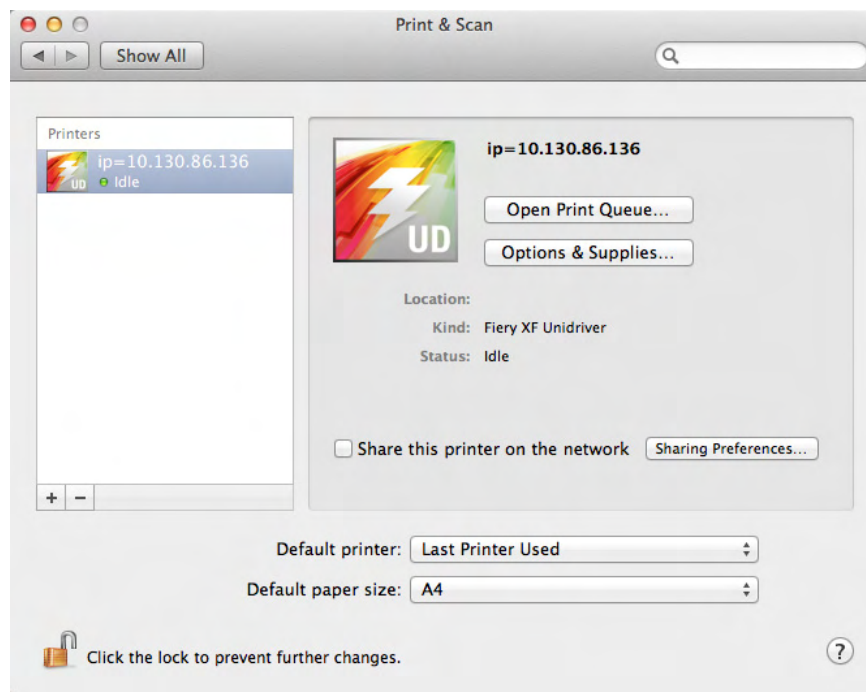 Print & Scan
Show All
Printers
ip=10.130.86.136
UD
Idle
UD
ip=10.130.86.136
Open Print Queue...
Options & Supplies...
Location:
Kind: Fiery XF Unidriver
Status: Idle
Share this printer on the network
Sharing Preferences...
+ −
Default printer: Last Printer Used
Default paper size: A4
Click the lock to prevent further changes.
?